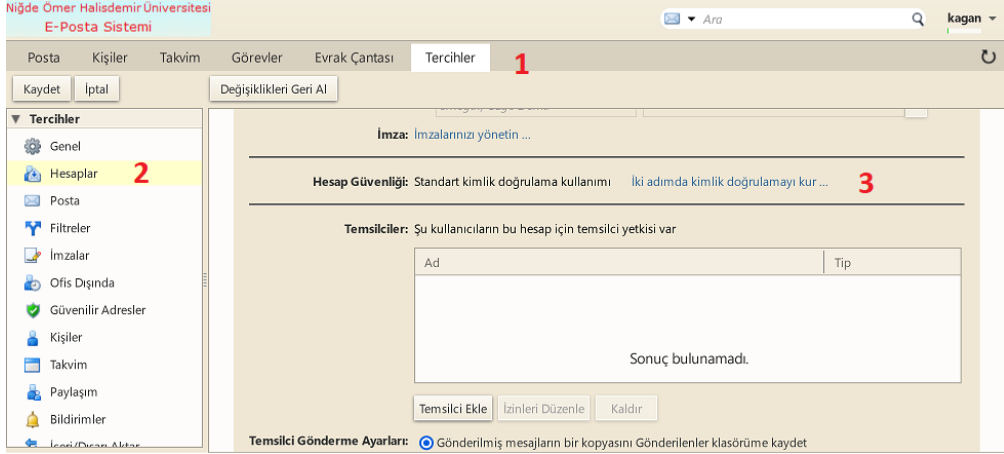 Niğde Ömer Halisdemir Üniversitesi
E-Posta Sistemi
Ara
kagan
Posta Kişiler Takvim Görevler Evrak Çantası Tercihler 1
Kaydet İptal Değişiklikleri Geri Al
Tercihler
Genel
Hesaplar 2
Posta
Filtreler
İmzalar
Ofis Dışında
Güvenilir Adresler
Kişiler
Takvim
Paylaşım
Bildirimler
İçeri/Dışarı Aktar
İmza: İmzalarınızı yönetin ...
Hesap Güvenliği: Standart kimlik doğrulama kullanımı İki adımda kimlik doğrulamayı kur ... 3
Temsilciler: Şu kullanıcıların bu hesap için temsilci yetkisi var
Ad Tip
Sonuç bulunamadı.
Temsilci Ekle İzinleri Düzenle Kaldır
Temsilci Gönderme Ayarları: Gönderilmiş mesajların bir kopyasını Gönderilenler klasörüme kaydet